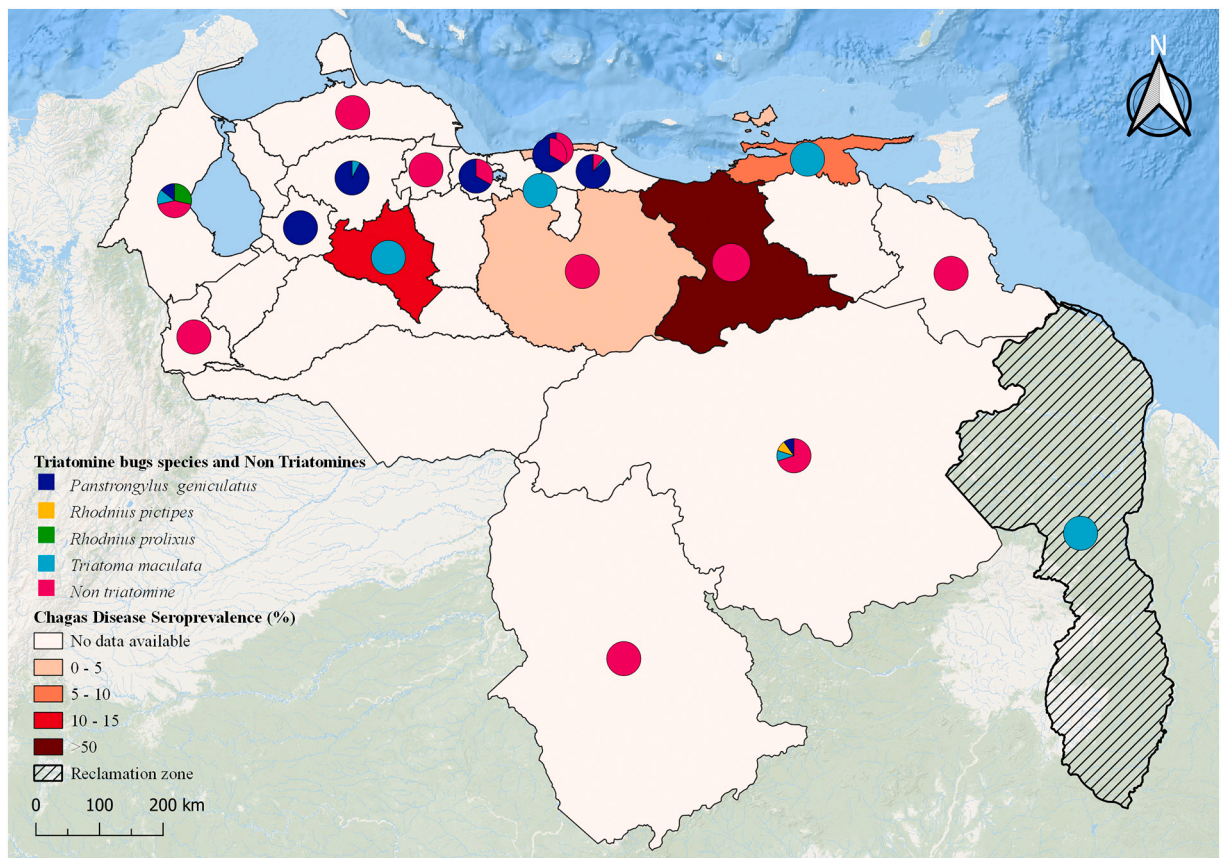 N
Triatomine bugs species and Non Triatomines
Panstrongylus geniculatus
Rhodnius pictipes
Rhodnius prolixus
Triatoma maculata
Non triatomine
Chagas Disease Seroprevalence (%)
No data available
0 - 5
5 - 10
10 - 15
>50
Reclamation zone
0 100 200 km